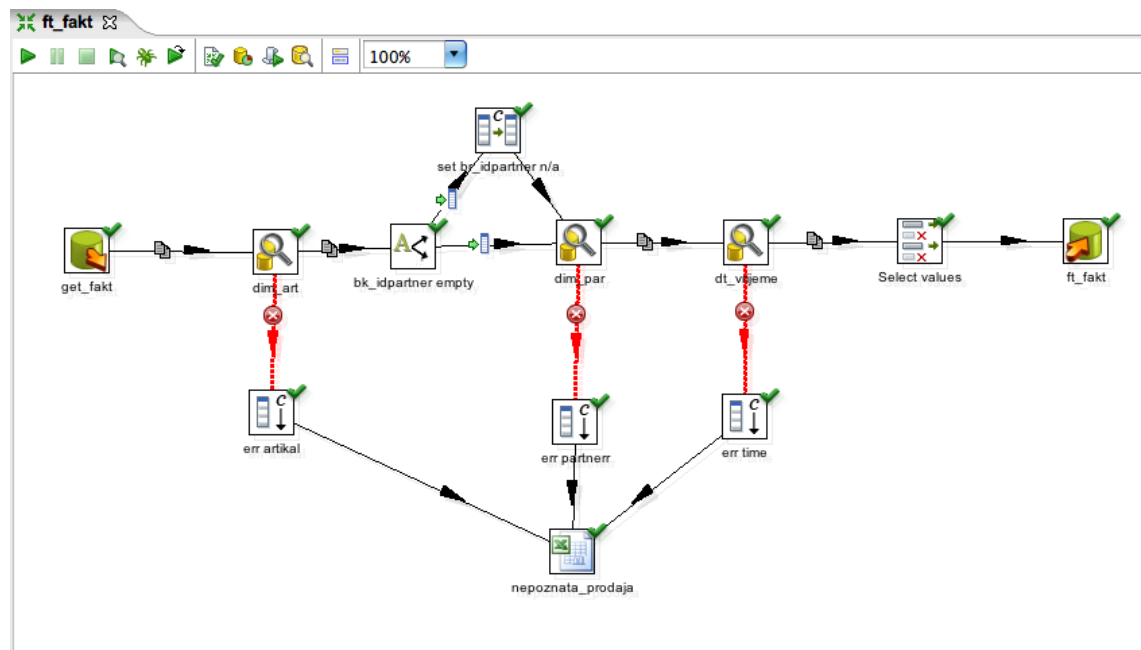 ft_fakt
100%
set bk_idpartner n/a
get_fakt
dim_art
bk_idpartner empty
dim_par
dt_vrijeme
Select values
ft_fakt
err artikal
err partnerr
err time
nepoznata_prodaja